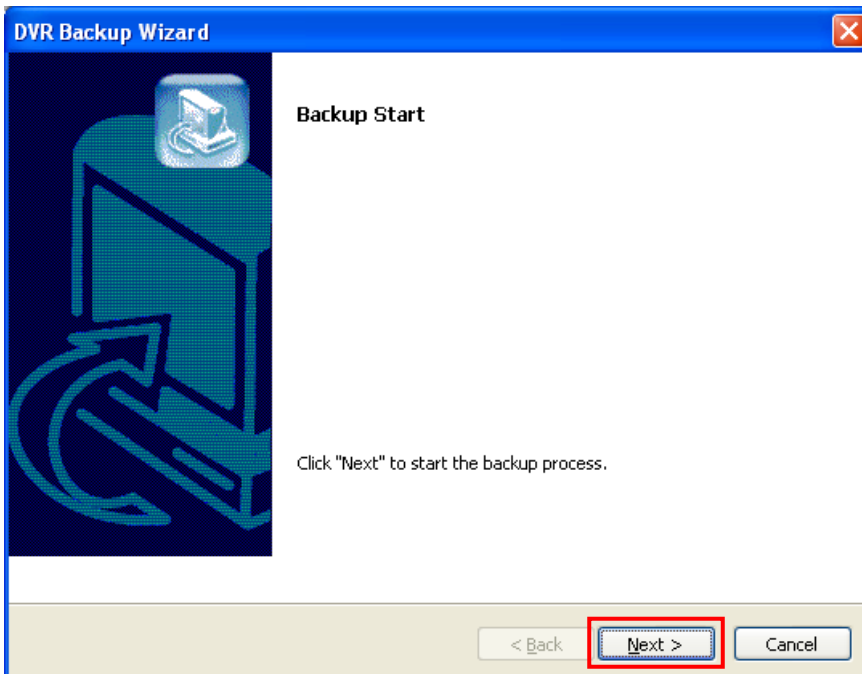 DVR Backup Wizard
Backup Start
Click "Next" to start the backup process.
< Back Next > Cancel